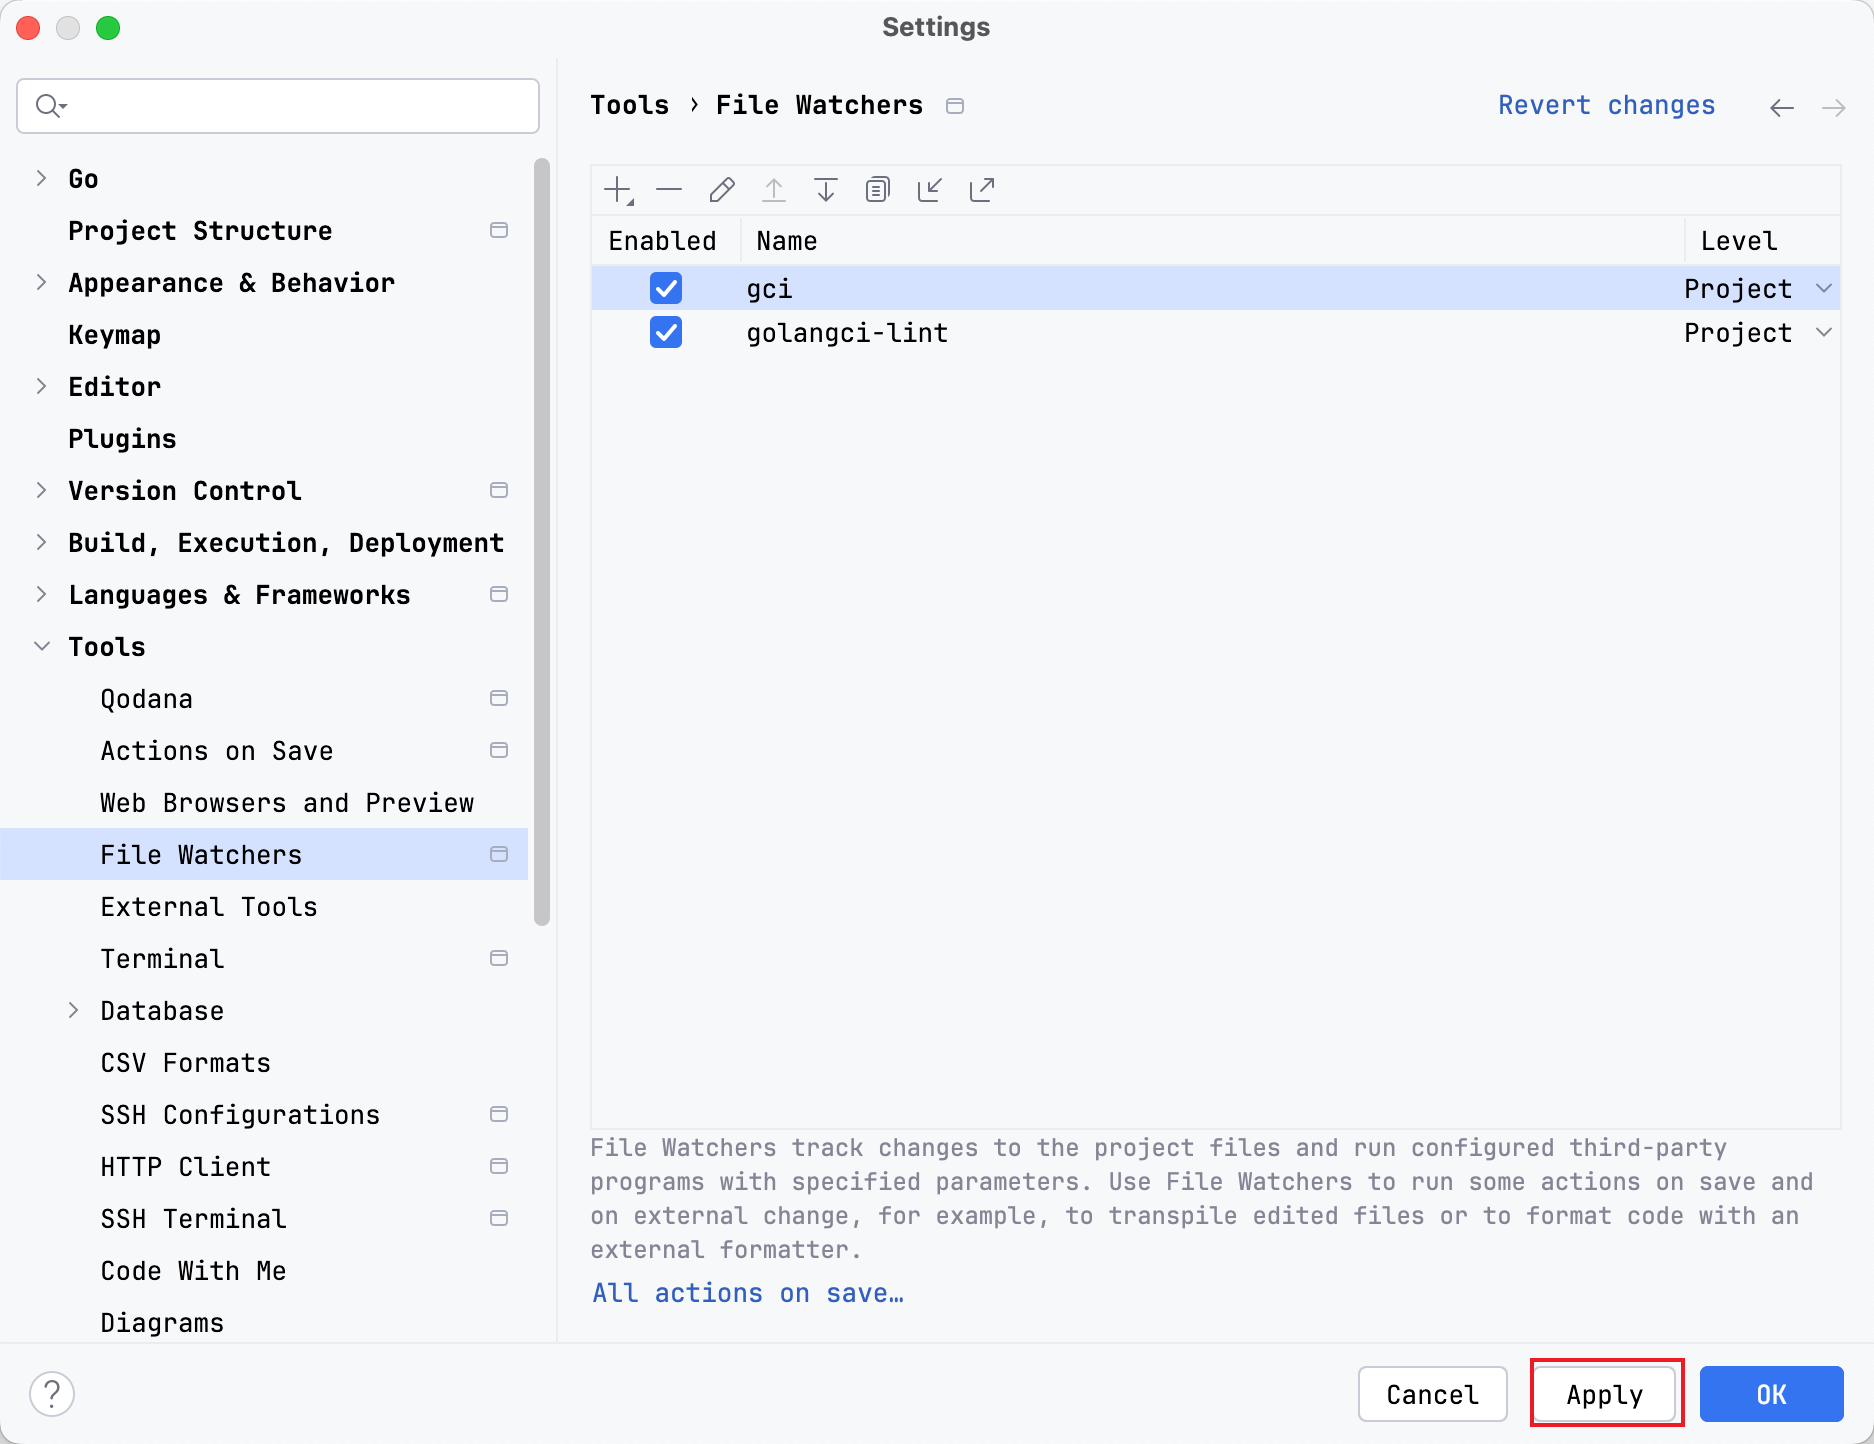 Settings
Go
Project Structure
Appearance & Behavior
Keymap
Editor
Plugins
Version Control
Build, Execution, Deployment
Languages & Frameworks
Tools
Qodana
Actions on Save
Web Browsers and Preview
File Watchers
External Tools
Terminal
Database
CSV Formats
SSH Configurations
HTTP Client
SSH Terminal
Code With Me
Diagrams
Tools › File Watchers
Revert changes
Enabled Name Level
gci Project
golangci-lint Project
File Watchers track changes to the project files and run configured third-party
programs with specified parameters. Use File Watchers to run some actions on save and
on external change, for example, to transpile edited files or to format code with an
external formatter.
All actions on save…
?
Cancel Apply OK